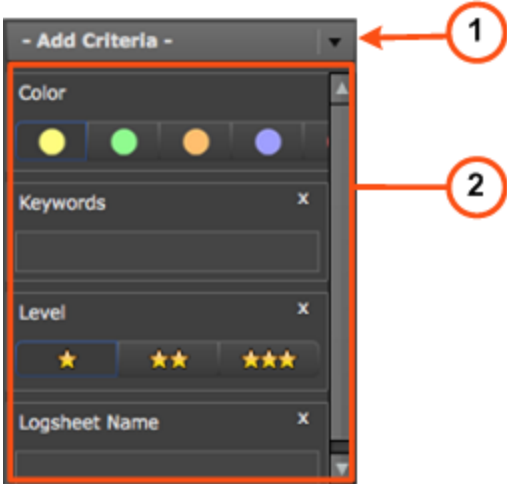 - Add Criteria -
1
Color
2
Keywords x
Level x
Logsheet Name x